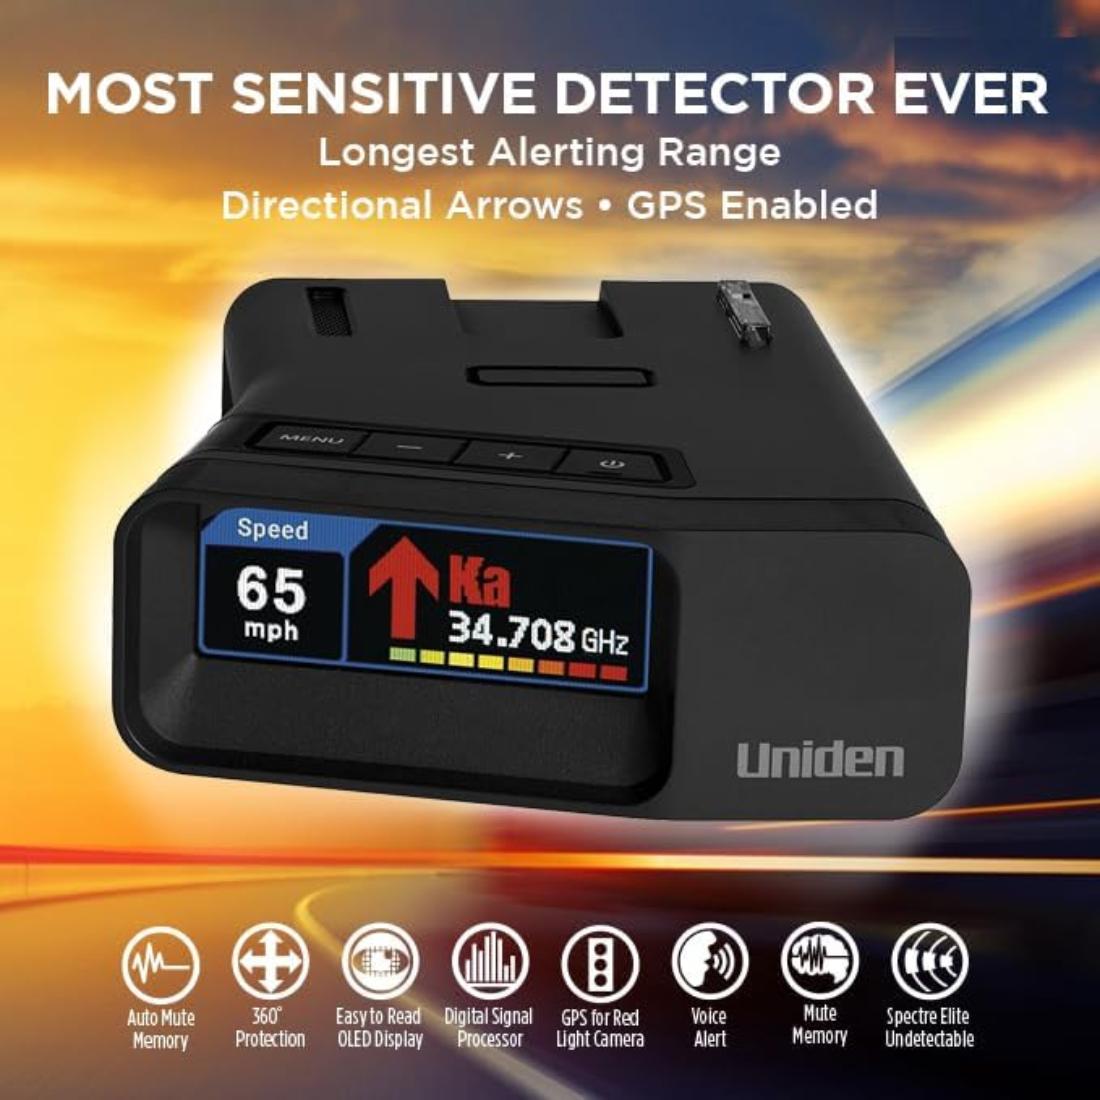 MOST SENSITIVE DETECTOR EVER
Longest Alerting Range
Directional Arrows • GPS Enabled
MENU − +
Speed
65
mph
Ka
34.708 GHz
Uniden
Auto Mute
Memory
360°
Protection
Easy to Read
OLED Display
Digital Signal
Processor
GPS for Red
Light Camera
Voice
Alert
Mute
Memory
Spectre Elite
Undetectable